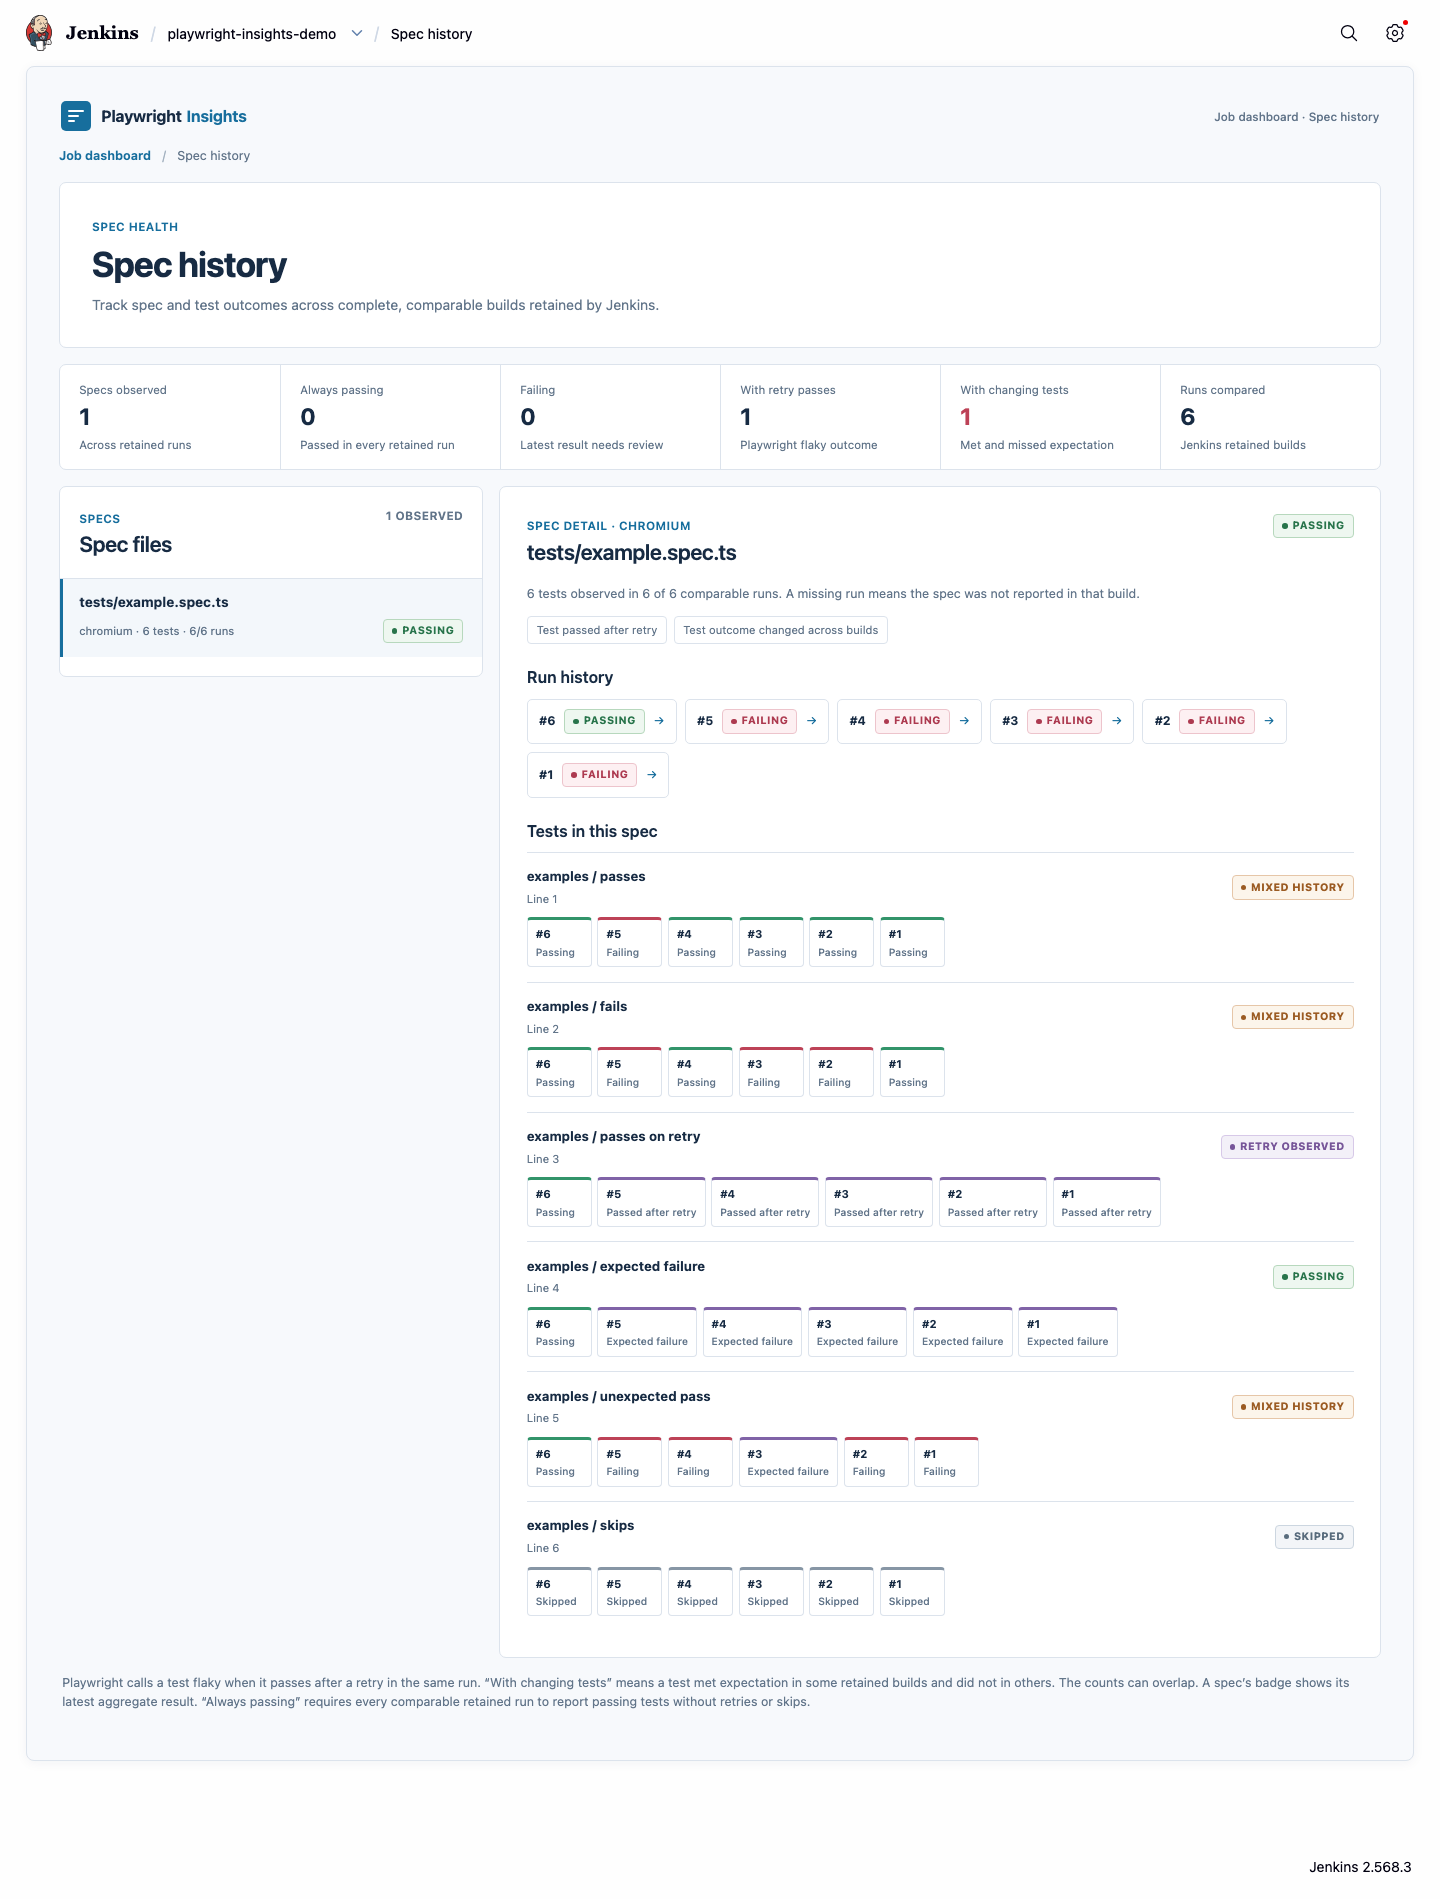 Jenkins / playwright-insights-demo / Spec history
Playwright Insights
Job dashboard · Spec history
Job dashboard / Spec history
SPEC HEALTH
Spec history
Track spec and test outcomes across complete, comparable builds retained by Jenkins.
Specs observed
1
Across retained runs
Always passing
0
Passed in every retained run
Failing
0
Latest result needs review
With retry passes
1
Playwright flaky outcome
With changing tests
1
Met and missed expectation
Runs compared
6
Jenkins retained builds
SPECS
1 OBSERVED
Spec files
tests/example.spec.ts
chromium · 6 tests · 6/6 runs
PASSING
SPEC DETAIL · CHROMIUM
PASSING
tests/example.spec.ts
6 tests observed in 6 of 6 comparable runs. A missing run means the spec was not reported in that build.
Test passed after retry
Test outcome changed across builds
Run history
#6 PASSING →
#5 FAILING →
#4 FAILING →
#3 FAILING →
#2 FAILING →
#1 FAILING →
Tests in this spec
examples / passes
MIXED HISTORY
Line 1
#6 #5 #4 #3 #2 #1
Passing Failing Passing Passing Passing Passing
examples / fails
MIXED HISTORY
Line 2
#6 #5 #4 #3 #2 #1
Passing Failing Passing Failing Failing Passing
examples / passes on retry
RETRY OBSERVED
Line 3
#6 #5 #4 #3 #2 #1
Passing Passed after retry Passed after retry Passed after retry Passed after retry Passed after retry
examples / expected failure
PASSING
Line 4
#6 #5 #4 #3 #2 #1
Passing Expected failure Expected failure Expected failure Expected failure Expected failure
examples / unexpected pass
MIXED HISTORY
Line 5
#6 #5 #4 #3 #2 #1
Passing Failing Failing Expected failure Failing Failing
examples / skips
SKIPPED
Line 6
#6 #5 #4 #3 #2 #1
Skipped Skipped Skipped Skipped Skipped Skipped
Playwright calls a test flaky when it passes after a retry in the same run. “With changing tests” means a test met expectation in some retained builds and did not in others. The counts can overlap. A spec’s badge shows its
latest aggregate result. “Always passing” requires every comparable retained run to report passing tests without retries or skips.
Jenkins 2.568.3